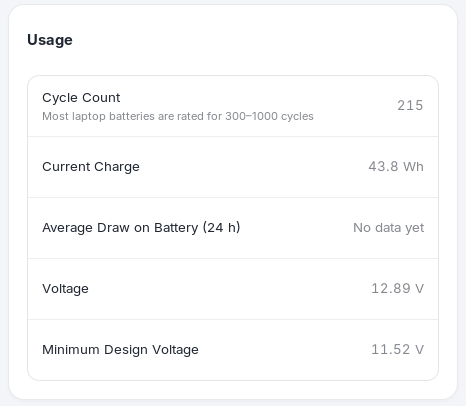 Usage
Cycle Count
Most laptop batteries are rated for 300–1000 cycles
215
Current Charge
43.8 Wh
Average Draw on Battery (24 h)
No data yet
Voltage
12.89 V
Minimum Design Voltage
11.52 V